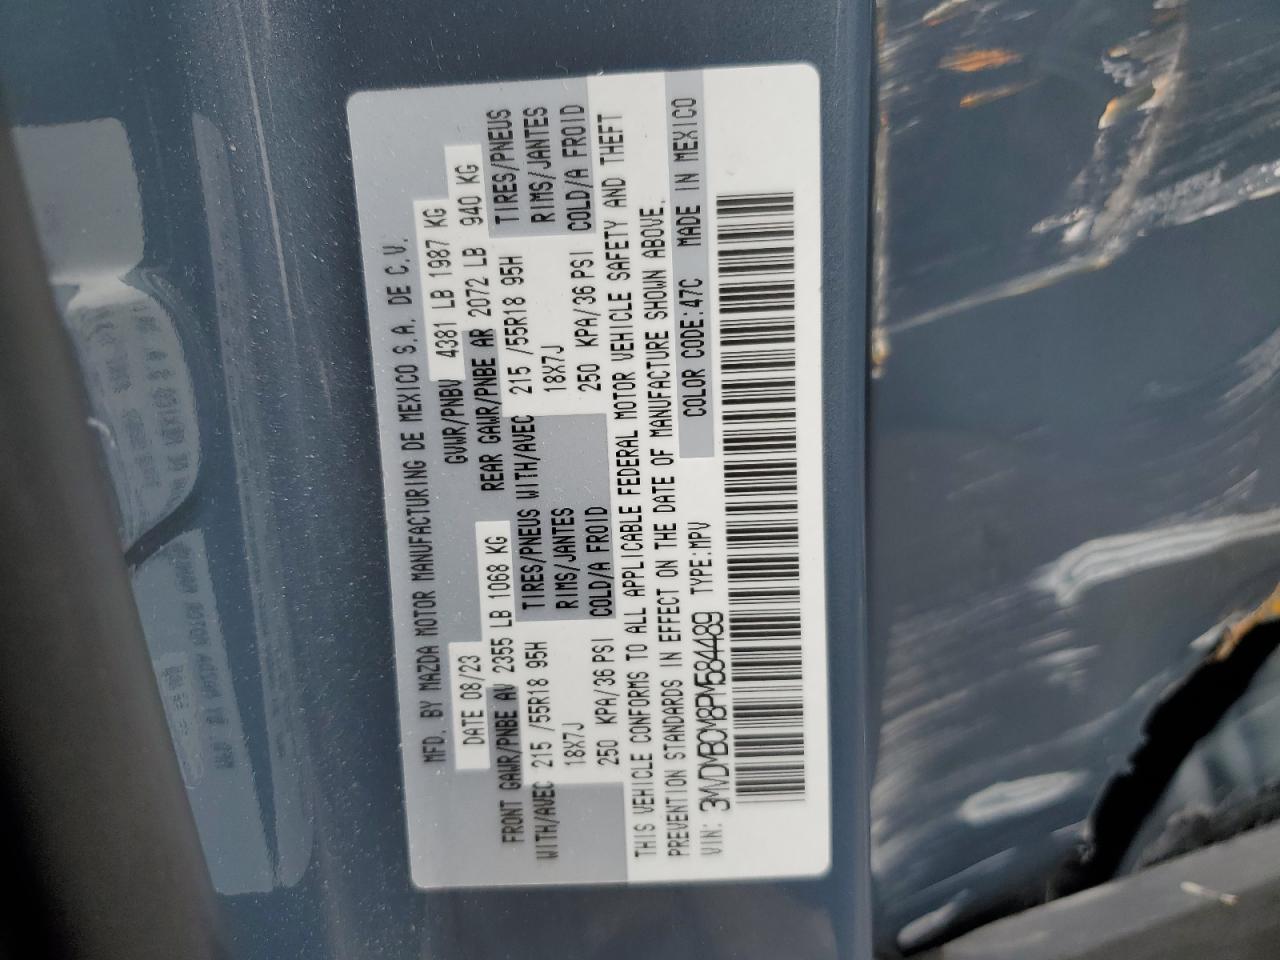 MFD. BY MAZDA MOTOR MANUFACTURING DE MEXICO S.A. DE C.V.
DATE 08/23 GVWR/PNBV 4381 LB 1987 KG
FRONT GAWR/PNBE AV 2355 LB 1068 KG REAR GAWR/PNBE AR 2072 LB 940 KG
WITH/AVEC 215 /55R18 95H TIRES/PNEUS WITH/AVEC 215 /55R18 95H TIRES/PNEUS
18X7J RIMS/JANTES 18X7J RIMS/JANTES
250 KPA/36 PSI COLD/A FROID 250 KPA/36 PSI COLD/A FROID
THIS VEHICLE CONFORMS TO ALL APPLICABLE FEDERAL MOTOR VEHICLE SAFETY AND THEFT
PREVENTION STANDARDS IN EFFECT ON THE DATE OF MANUFACTURE SHOWN ABOVE.
VIN: 3MVDMBCM8PM584489 TYPE:MPV COLOR CODE:47C MADE IN MEXICO